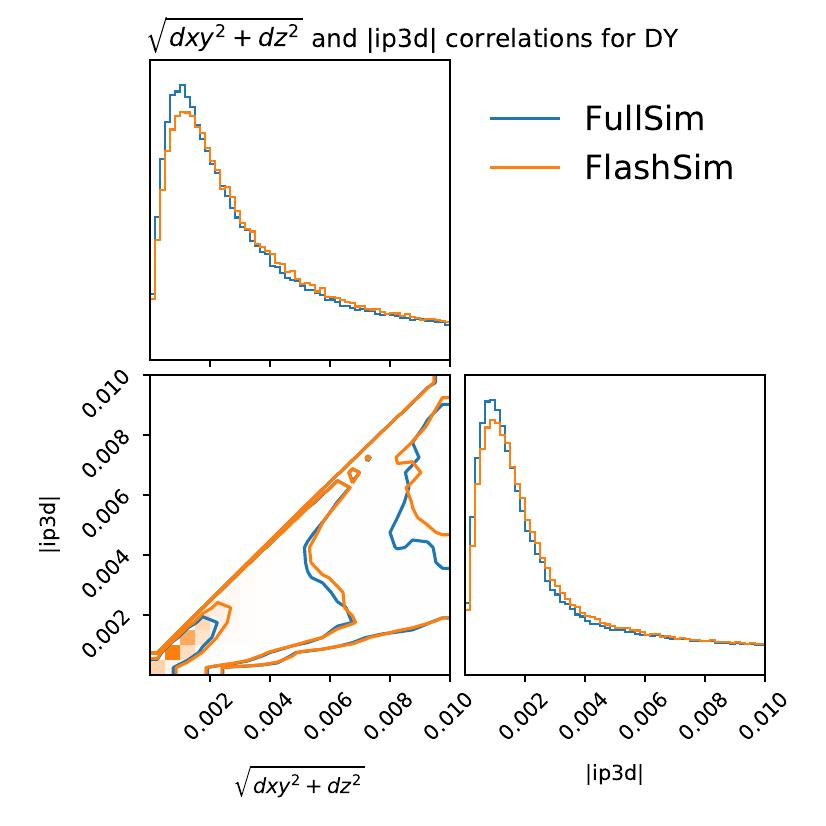 √dxy² + dz² and |ip3d| correlations for DY
FullSim
FlashSim
|ip3d|
0.010
0.008
0.006
0.004
0.002
0.002 0.004 0.006 0.008 0.010
√dxy² + dz²
0.002 0.004 0.006 0.008 0.010
|ip3d|